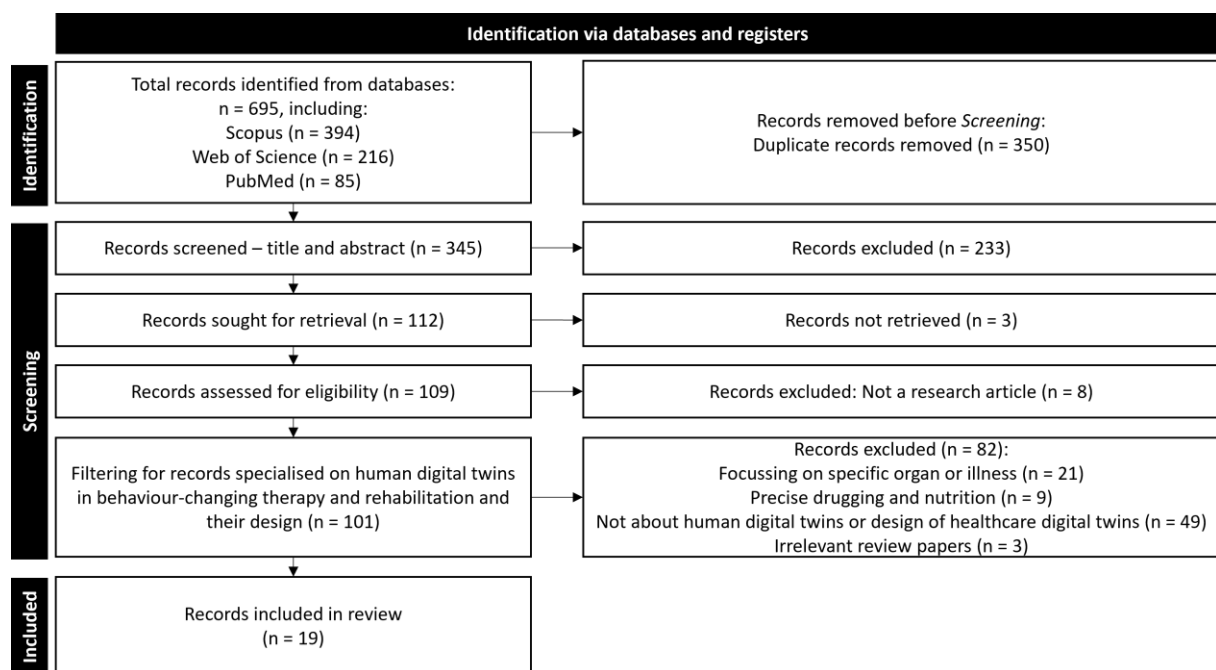 Identification via databases and registers
Identification
Total records identified from databases:
n = 695, including:
Scopus (n = 394)
Web of Science (n = 216)
PubMed (n = 85)
Records removed before Screening:
Duplicate records removed (n = 350)
Screening
Records screened – title and abstract (n = 345)
Records excluded (n = 233)
Records sought for retrieval (n = 112)
Records not retrieved (n = 3)
Records assessed for eligibility (n = 109)
Records excluded: Not a research article (n = 8)
Filtering for records specialised on human digital twins
in behaviour-changing therapy and rehabilitation and
their design (n = 101)
Records excluded (n = 82):
Focussing on specific organ or illness (n = 21)
Precise drugging and nutrition (n = 9)
Not about human digital twins or design of healthcare digital twins (n = 49)
Irrelevant review papers (n = 3)
Included
Records included in review
(n = 19)